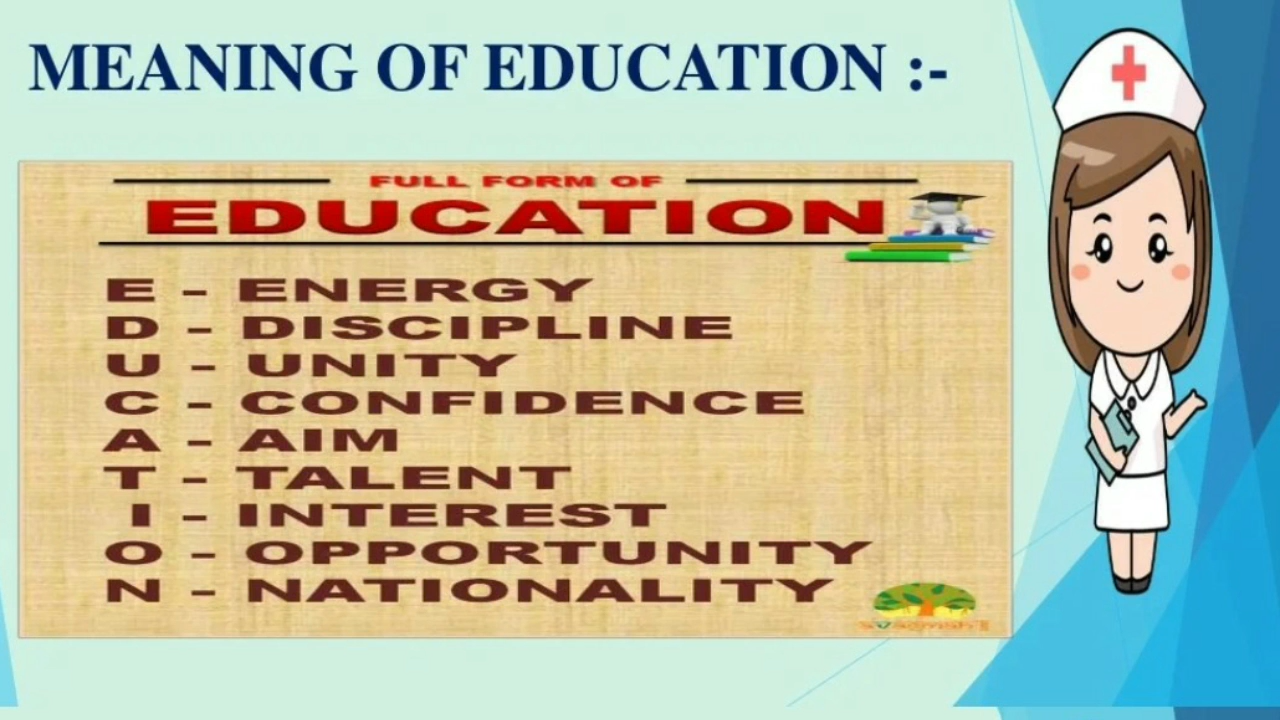 MEANING OF EDUCATION :-
FULL FORM OF
EDUCATION
E - ENERGY
D - DISCIPLINE
U - UNITY
C - CONFIDENCE
A - AIM
T - TALENT
I - INTEREST
O - OPPORTUNITY
N - NATIONALITY